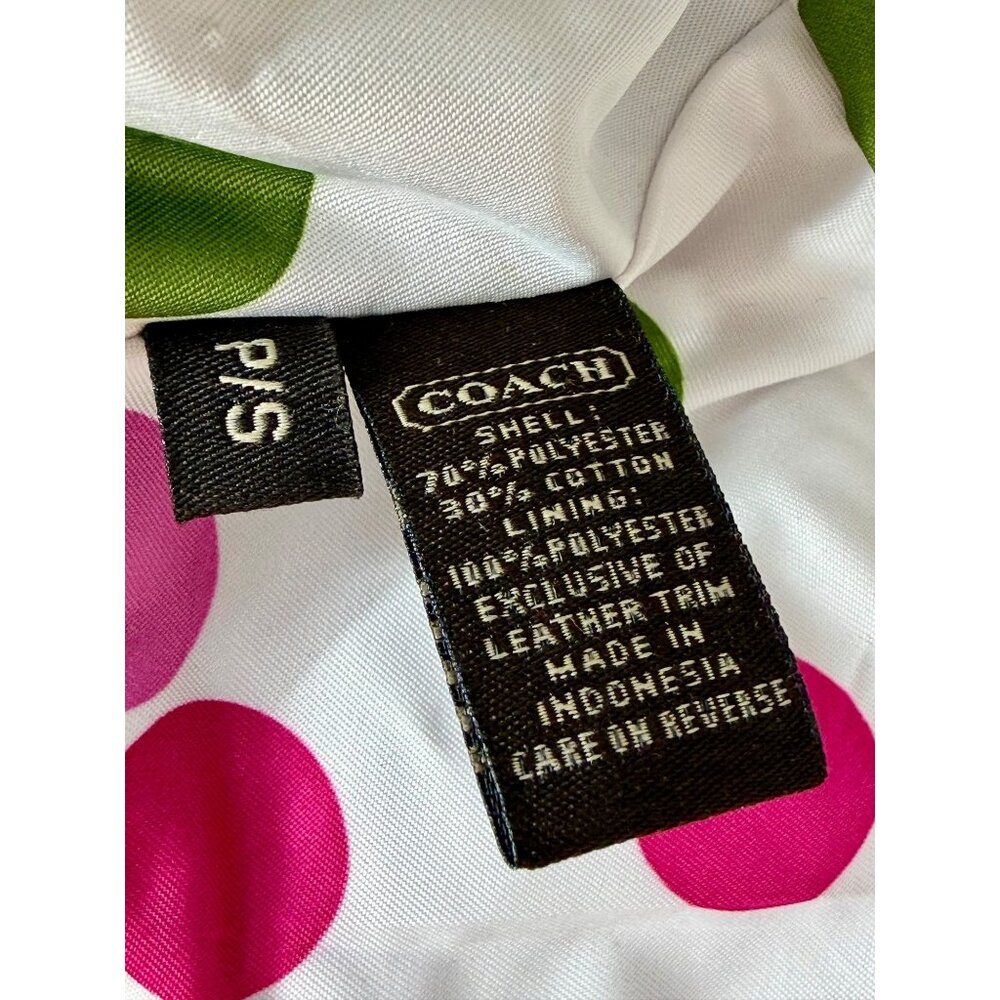 P/S
COACH
SHELL:
70% POLYESTER
30% COTTON
LINING:
100% POLYESTER
EXCLUSIVE OF
LEATHER TRIM
MADE IN
INDONESIA
CARE ON REVERSE